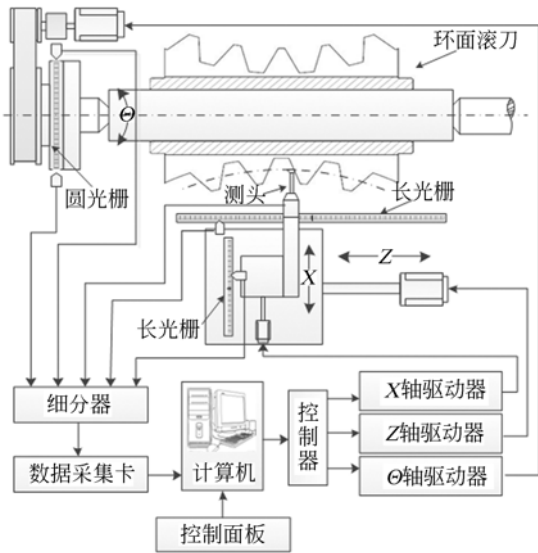 环面滚刀
Θ
圆光栅
测头
长光栅
X
Z
长光栅
细分器
数据采集卡
计算机
控制面板
控制器
X轴驱动器
Z轴驱动器
Θ轴驱动器